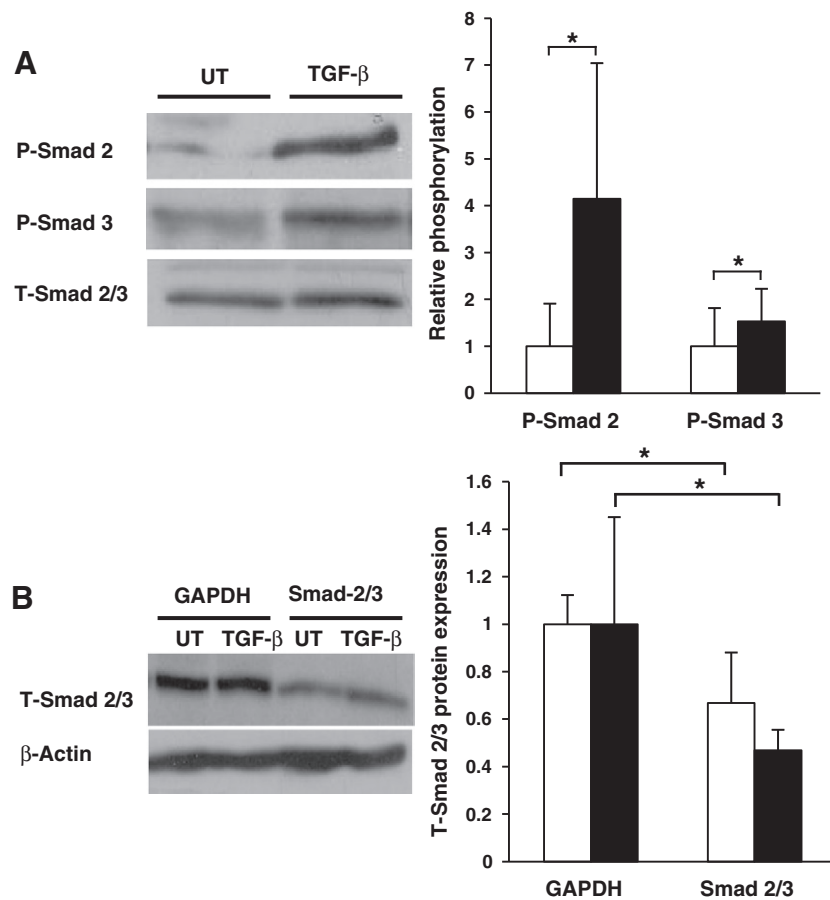 A
UT TGF-β
P-Smad 2
P-Smad 3
T-Smad 2/3
Relative phosphorylation
8
7
6
5
4
3
2
1
0
*
*
P-Smad 2 P-Smad 3
B
GAPDH Smad-2/3
UT TGF-β UT TGF-β
T-Smad 2/3
β-Actin
T-Smad 2/3 protein expression
*
*
1.6
1.4
1.2
1
0.8
0.6
0.4
0.2
0
GAPDH Smad 2/3